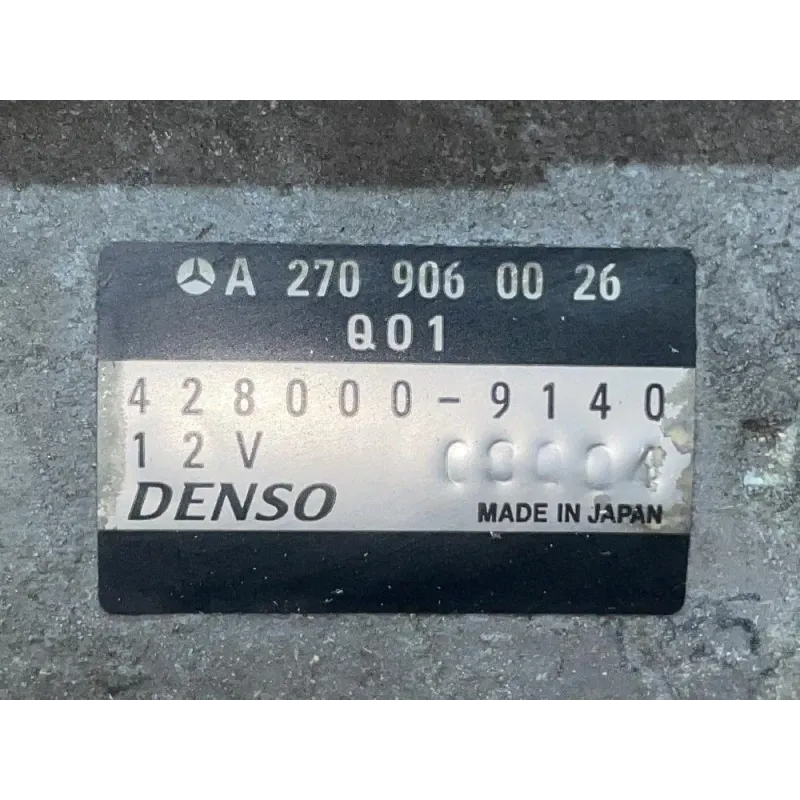 A 270 906 00 26
Q01
428000-9140
12V
DENSO
MADE IN JAPAN